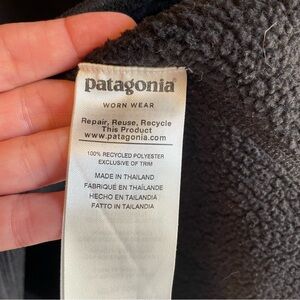 patagonia®
WORN WEAR
Repair, Reuse, Recycle
This Product
www.patagonia.com
100% RECYCLED POLYESTER
EXCLUSIVE OF TRIM
MADE IN THAILAND
FABRIQUÉ EN THAÏLANDE
HECHO EN TAILANDIA
FATTO IN TAILANDIA